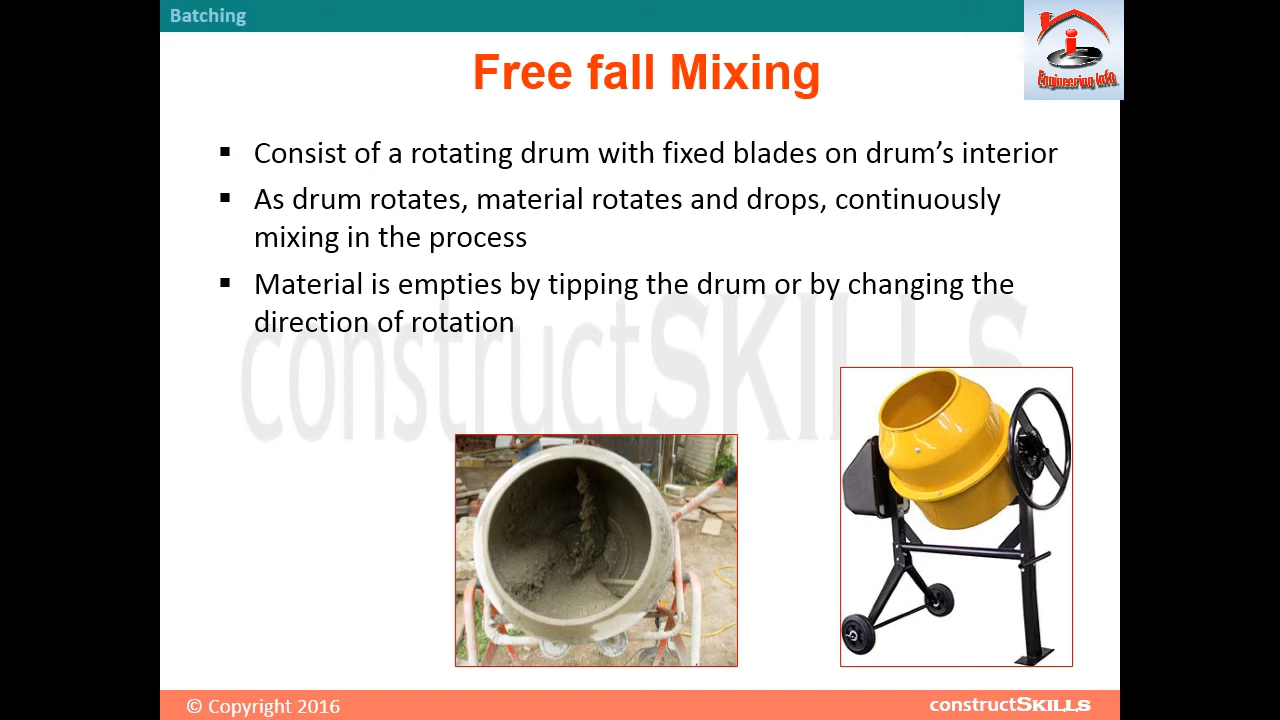 Batching
Free fall Mixing
Engineering Info
▪ Consist of a rotating drum with fixed blades on drum’s interior
▪ As drum rotates, material rotates and drops, continuously
mixing in the process
▪ Material is empties by tipping the drum or by changing the
direction of rotation
constructSKILLS
© Copyright 2016
constructSKILLS